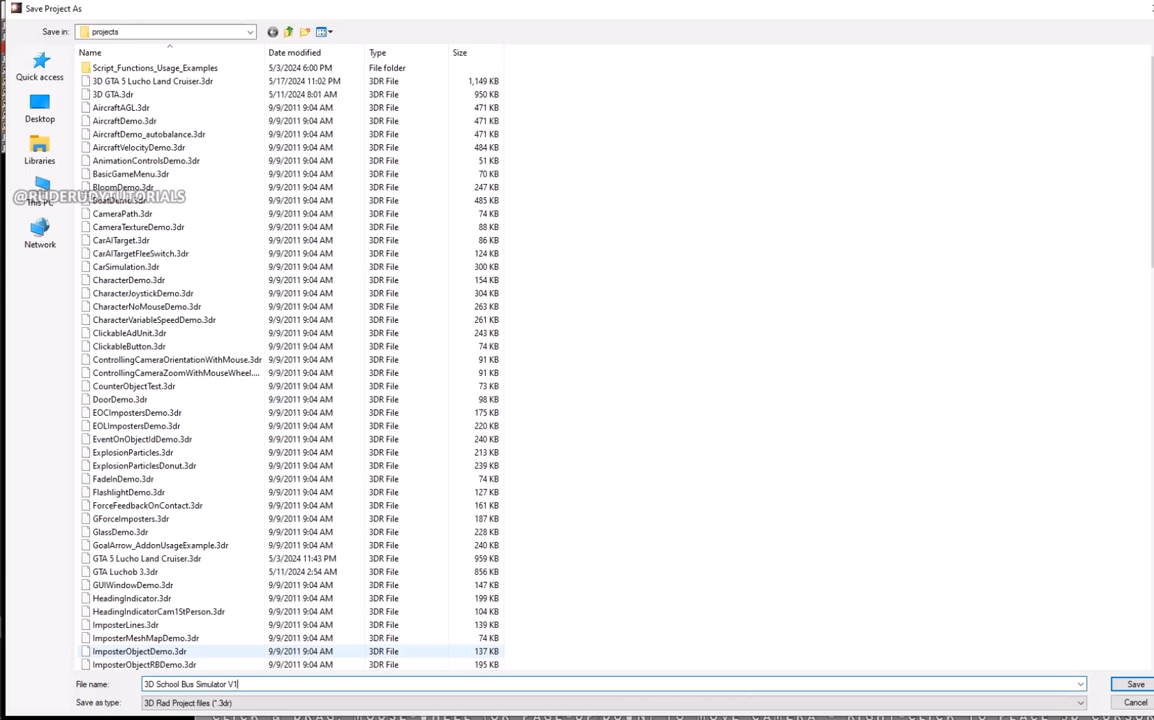 Save Project As
Save in: projects
Name Date modified Type Size
Quick access
Desktop
Libraries
This PC
Network
@RUDERUDYTUTORIALS
Script_Functions_Usage_Examples 5/3/2024 6:00 PM File folder
3D GTA 5 Lucho Land Cruiser.3dr 5/17/2024 11:02 PM 3DR File 1,149 KB
3D GTA.3dr 5/11/2024 8:01 AM 3DR File 950 KB
AircraftAGL.3dr 9/9/2011 9:04 AM 3DR File 471 KB
AircraftDemo.3dr 9/9/2011 9:04 AM 3DR File 471 KB
AircraftDemo_autobalance.3dr 9/9/2011 9:04 AM 3DR File 471 KB
AircraftVelocityDemo.3dr 9/9/2011 9:04 AM 3DR File 484 KB
AnimationControlsDemo.3dr 9/9/2011 9:04 AM 3DR File 51 KB
BasicGameMenu.3dr 9/9/2011 9:04 AM 3DR File 70 KB
BloomDemo.3dr 9/9/2011 9:04 AM 3DR File 247 KB
BoatDemo.3dr 9/9/2011 9:04 AM 3DR File 485 KB
CameraPath.3dr 9/9/2011 9:04 AM 3DR File 74 KB
CameraTextureDemo.3dr 9/9/2011 9:04 AM 3DR File 88 KB
CarAITarget.3dr 9/9/2011 9:04 AM 3DR File 86 KB
CarAITargetFleeSwitch.3dr 9/9/2011 9:04 AM 3DR File 124 KB
CarSimulation.3dr 9/9/2011 9:04 AM 3DR File 300 KB
CharacterDemo.3dr 9/9/2011 9:04 AM 3DR File 154 KB
CharacterJoystickDemo.3dr 9/9/2011 9:04 AM 3DR File 304 KB
CharacterNoMouseDemo.3dr 9/9/2011 9:04 AM 3DR File 263 KB
CharacterVariableSpeedDemo.3dr 9/9/2011 9:04 AM 3DR File 261 KB
ClickableAdUnit.3dr 9/9/2011 9:04 AM 3DR File 243 KB
ClickableButton.3dr 9/9/2011 9:04 AM 3DR File 74 KB
ControllingCameraOrientationWithMouse.3dr 9/9/2011 9:04 AM 3DR File 91 KB
ControllingCameraZoomWithMouseWheel.... 9/9/2011 9:04 AM 3DR File 91 KB
CounterObjectTest.3dr 9/9/2011 9:04 AM 3DR File 73 KB
DoorDemo.3dr 9/9/2011 9:04 AM 3DR File 98 KB
EOCImpostersDemo.3dr 9/9/2011 9:04 AM 3DR File 175 KB
EOLImpostersDemo.3dr 9/9/2011 9:04 AM 3DR File 220 KB
EventOnObjectIdDemo.3dr 9/9/2011 9:04 AM 3DR File 240 KB
ExplosionParticles.3dr 9/9/2011 9:04 AM 3DR File 213 KB
ExplosionParticlesDonut.3dr 9/9/2011 9:04 AM 3DR File 239 KB
FadeInDemo.3dr 9/9/2011 9:04 AM 3DR File 74 KB
FlashlightDemo.3dr 9/9/2011 9:04 AM 3DR File 127 KB
ForceFeedbackOnContact.3dr 9/9/2011 9:04 AM 3DR File 161 KB
GForceImposters.3dr 9/9/2011 9:04 AM 3DR File 187 KB
GlassDemo.3dr 9/9/2011 9:04 AM 3DR File 228 KB
GoalArrow_AddonUsageExample.3dr 9/9/2011 9:04 AM 3DR File 240 KB
GTA 5 Lucho Land Cruiser.3dr 5/3/2024 11:43 PM 3DR File 959 KB
GTA Luchob 3.3dr 5/11/2024 2:54 AM 3DR File 856 KB
GUIWindowDemo.3dr 9/9/2011 9:04 AM 3DR File 147 KB
HeadingIndicator.3dr 9/9/2011 9:04 AM 3DR File 198 KB
HeadingIndicatorCam1StPerson.3dr 9/9/2011 9:04 AM 3DR File 104 KB
ImposterLines.3dr 9/9/2011 9:04 AM 3DR File 139 KB
ImposterMeshMapDemo.3dr 9/9/2011 9:04 AM 3DR File 74 KB
ImposterObjectDemo.3dr 9/9/2011 9:04 AM 3DR File 137 KB
ImposterObjectRBDemo.3dr 9/9/2011 9:04 AM 3DR File 195 KB
File name: 3D School Bus Simulator V1 Save
Save as type: 3D Rad Project files (*.3dr) Cancel